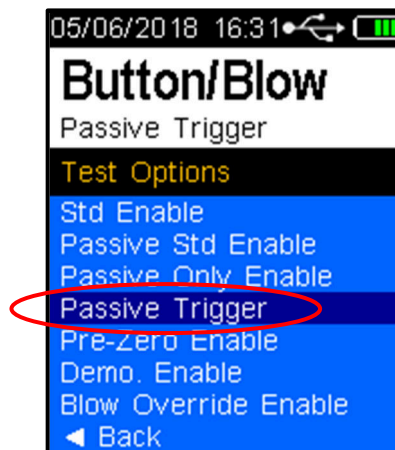 05/06/2018 16:31
Button/Blow
Passive Trigger
Test Options
Std Enable
Passive Std Enable
Passive Only Enable
Passive Trigger
Pre-Zero Enable
Demo. Enable
Blow Override Enable
◄ Back